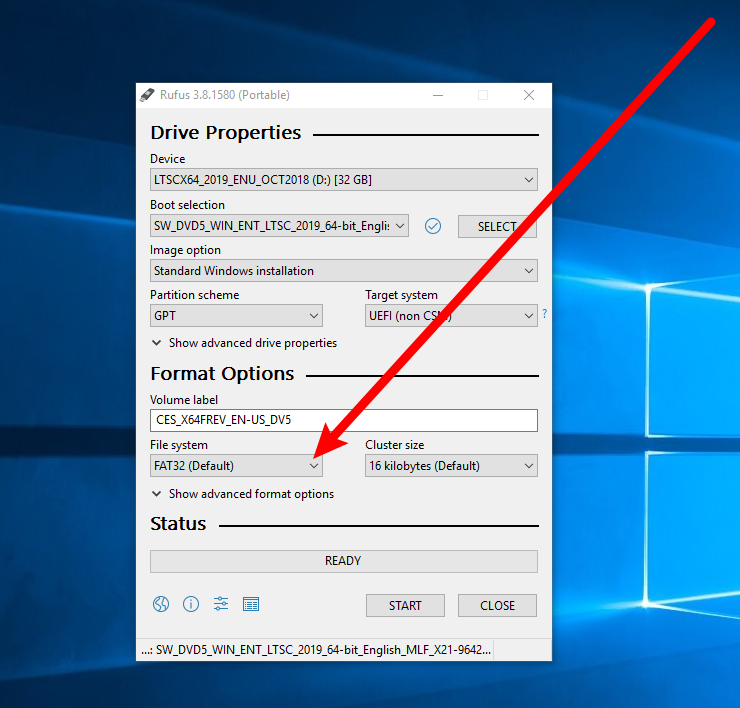 Rufus 3.8.1580 (Portable)
Drive Properties
Device
LTSCX64_2019_ENU_OCT2018 (D:) [32 GB]
Boot selection
SW_DVD5_WIN_ENT_LTSC_2019_64-bit_Englis
SELECT
Image option
Standard Windows installation
Partition scheme
Target system
GPT
UEFI (non CSM)
?
Show advanced drive properties
Format Options
Volume label
CES_X64FREV_EN-US_DV5
File system
Cluster size
FAT32 (Default)
16 kilobytes (Default)
Show advanced format options
Status
READY
START
CLOSE
...: SW_DVD5_WIN_ENT_LTSC_2019_64-bit_English_MLF_X21-9642...